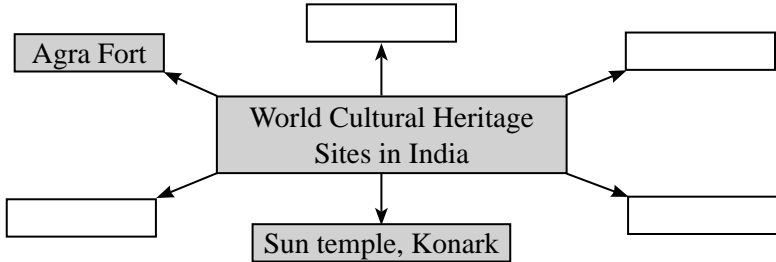 Agra Fort
World Cultural Heritage
Sites in India
Sun temple, Konark